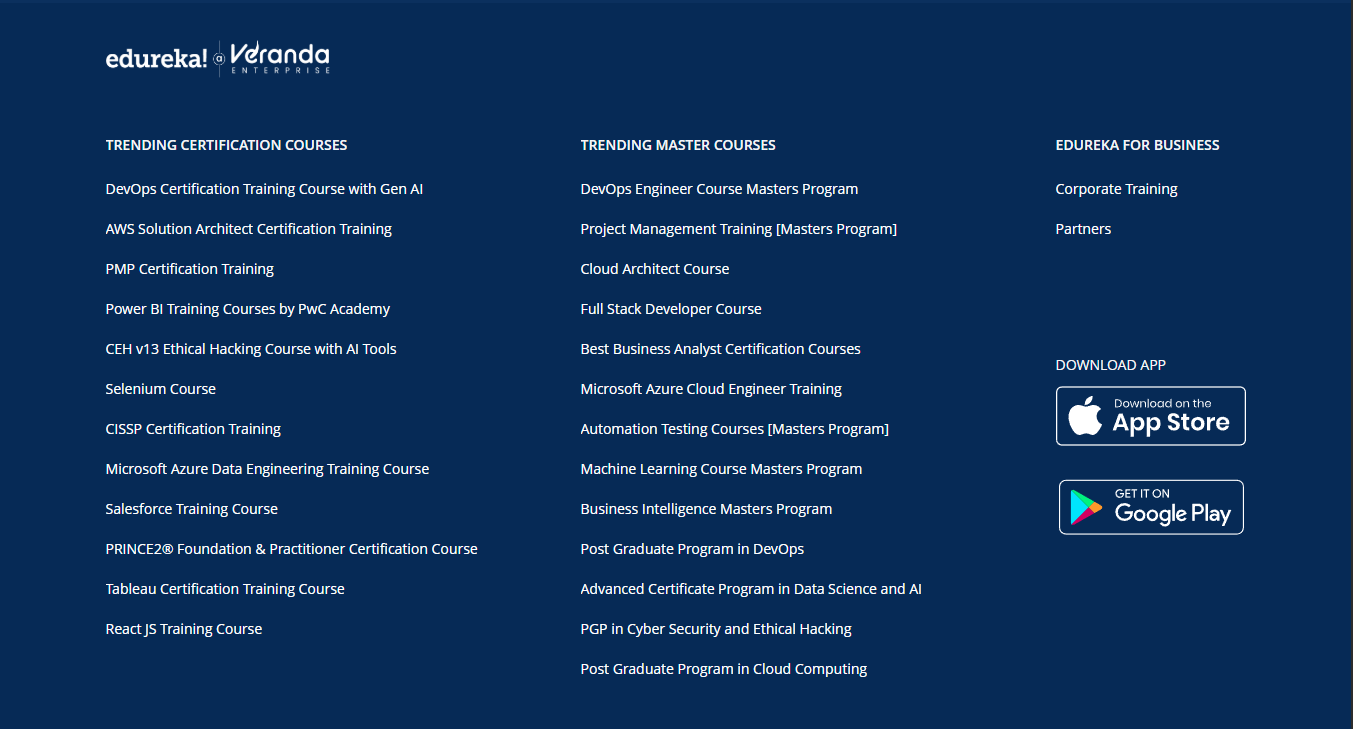 edureka! a Veranda
ENTERPRISE
TRENDING CERTIFICATION COURSES
DevOps Certification Training Course with Gen AI
AWS Solution Architect Certification Training
PMP Certification Training
Power BI Training Courses by PwC Academy
CEH v13 Ethical Hacking Course with AI Tools
Selenium Course
CISSP Certification Training
Microsoft Azure Data Engineering Training Course
Salesforce Training Course
PRINCE2® Foundation & Practitioner Certification Course
Tableau Certification Training Course
React JS Training Course
TRENDING MASTER COURSES
DevOps Engineer Course Masters Program
Project Management Training [Masters Program]
Cloud Architect Course
Full Stack Developer Course
Best Business Analyst Certification Courses
Microsoft Azure Cloud Engineer Training
Automation Testing Courses [Masters Program]
Machine Learning Course Masters Program
Business Intelligence Masters Program
Post Graduate Program in DevOps
Advanced Certificate Program in Data Science and AI
PGP in Cyber Security and Ethical Hacking
Post Graduate Program in Cloud Computing
EDUREKA FOR BUSINESS
Corporate Training
Partners
DOWNLOAD APP
Download on the
App Store
GET IT ON
Google Play